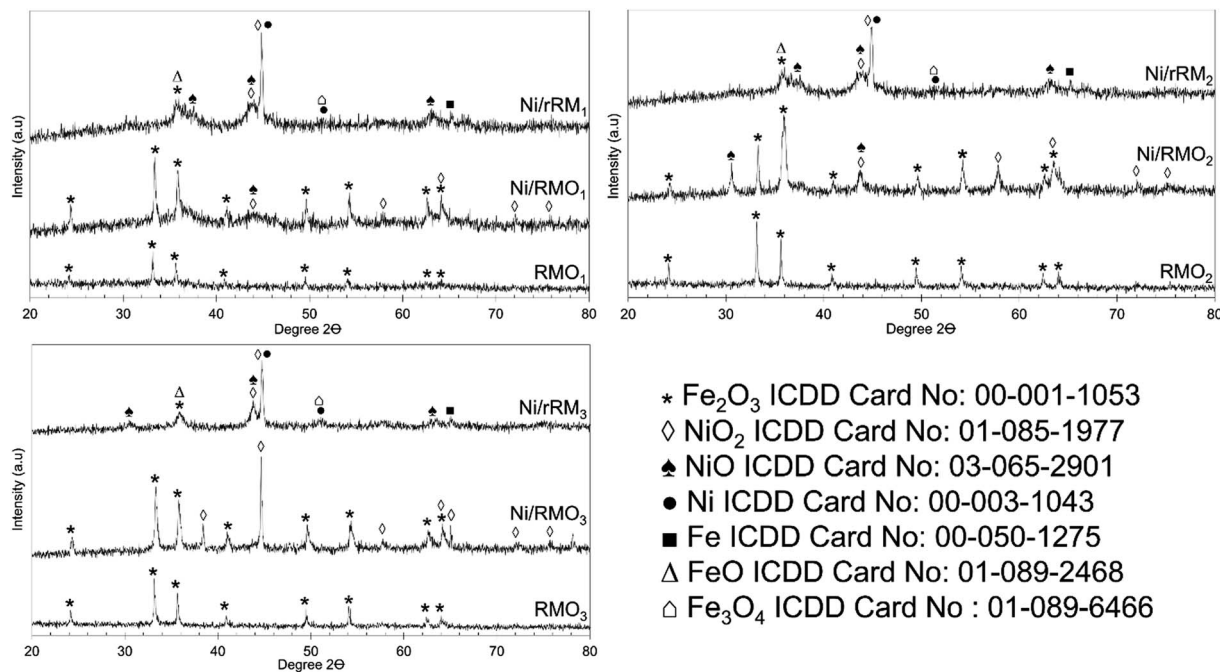 Intensity (a.u)
Ni/rRM₁
Ni/RMO₁
RMO₁
20 30 40 50 60 70 80
Degree 2ϴ
Intensity (a.u)
Ni/rRM₂
Ni/RMO₂
RMO₂
20 30 40 50 60 70 80
Degree 2ϴ
Intensity (a.u)
Ni/rRM₃
Ni/RMO₃
RMO₃
20 30 40 50 60 70 80
Degree 2ϴ
* Fe₂O₃ ICDD Card No: 00-001-1053
◊ NiO₂ ICDD Card No: 01-085-1977
♠ NiO ICDD Card No: 03-065-2901
● Ni ICDD Card No: 00-003-1043
■ Fe ICDD Card No: 00-050-1275
Δ FeO ICDD Card No: 01-089-2468
⌂ Fe₃O₄ ICDD Card No : 01-089-6466